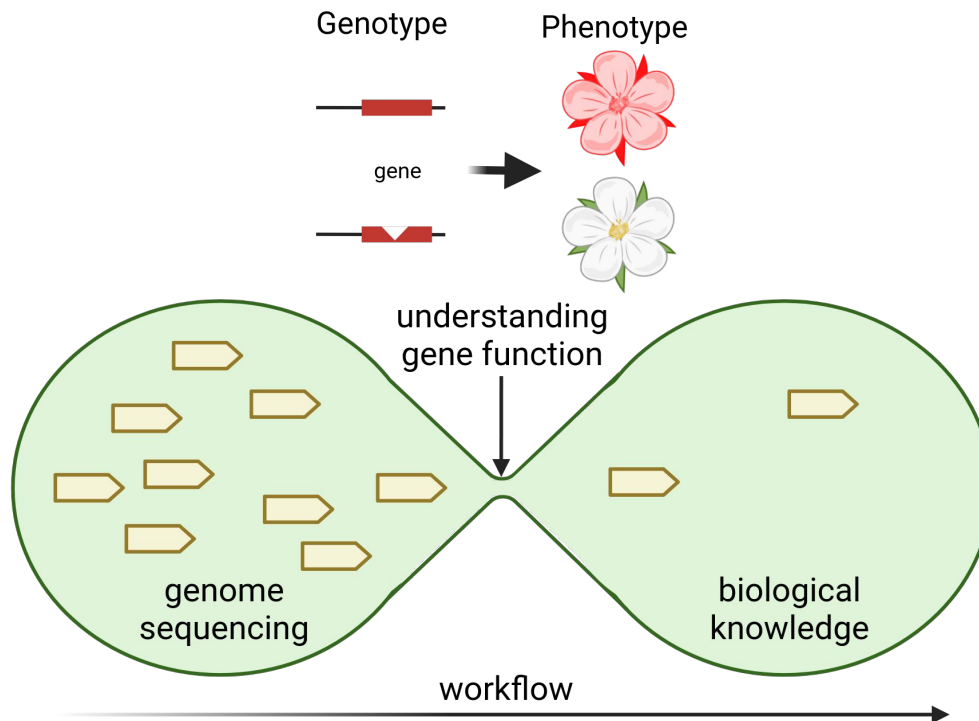 Genotype
Phenotype
gene
understanding
gene function
genome
sequencing
biological
knowledge
workflow